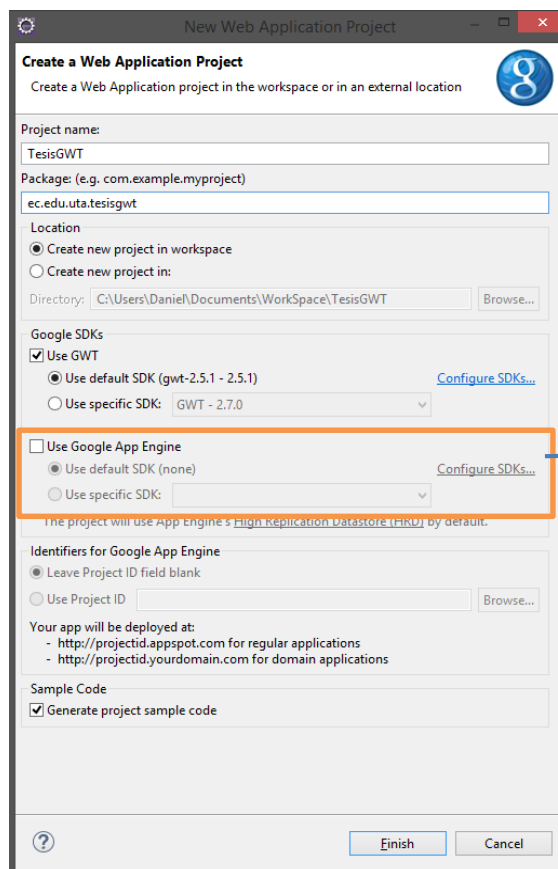 New Web Application Project
Create a Web Application Project
Create a Web Application project in the workspace or in an external location
Project name:
TesisGWT
Package: (e.g. com.example.myproject)
ec.edu.uta.tesisgwt
Location
Create new project in workspace
Create new project in:
Directory: C:\Users\Daniel\Documents\WorkSpace\TesisGWT Browse...
Google SDKs
Use GWT
Use default SDK (gwt-2.5.1 - 2.5.1) Configure SDKs...
Use specific SDK: GWT - 2.7.0
Use Google App Engine
Use default SDK (none) Configure SDKs...
Use specific SDK:
The project will use App Engine's High Replication Datastore (HRD) by default.
Identifiers for Google App Engine
Leave Project ID field blank
Use Project ID Browse...
Your app will be deployed at:
- http://projectid.appspot.com for regular applications
- http://projectid.yourdomain.com for domain applications
Sample Code
Generate project sample code
? Finish Cancel